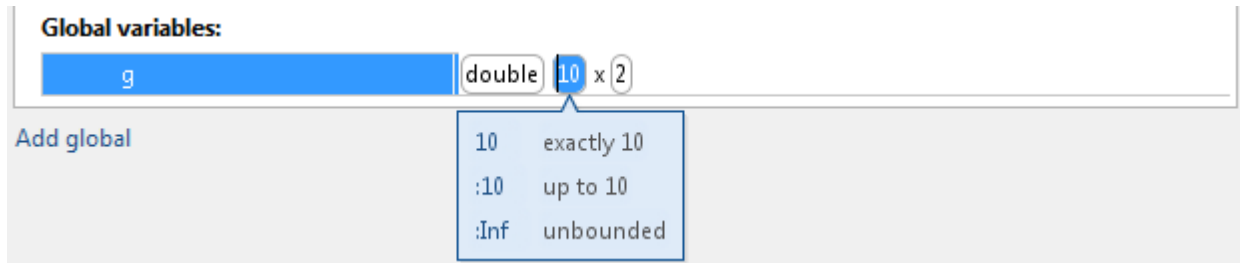 Global variables:
g double 10 x 2
Add global
10 exactly 10
:10 up to 10
:Inf unbounded